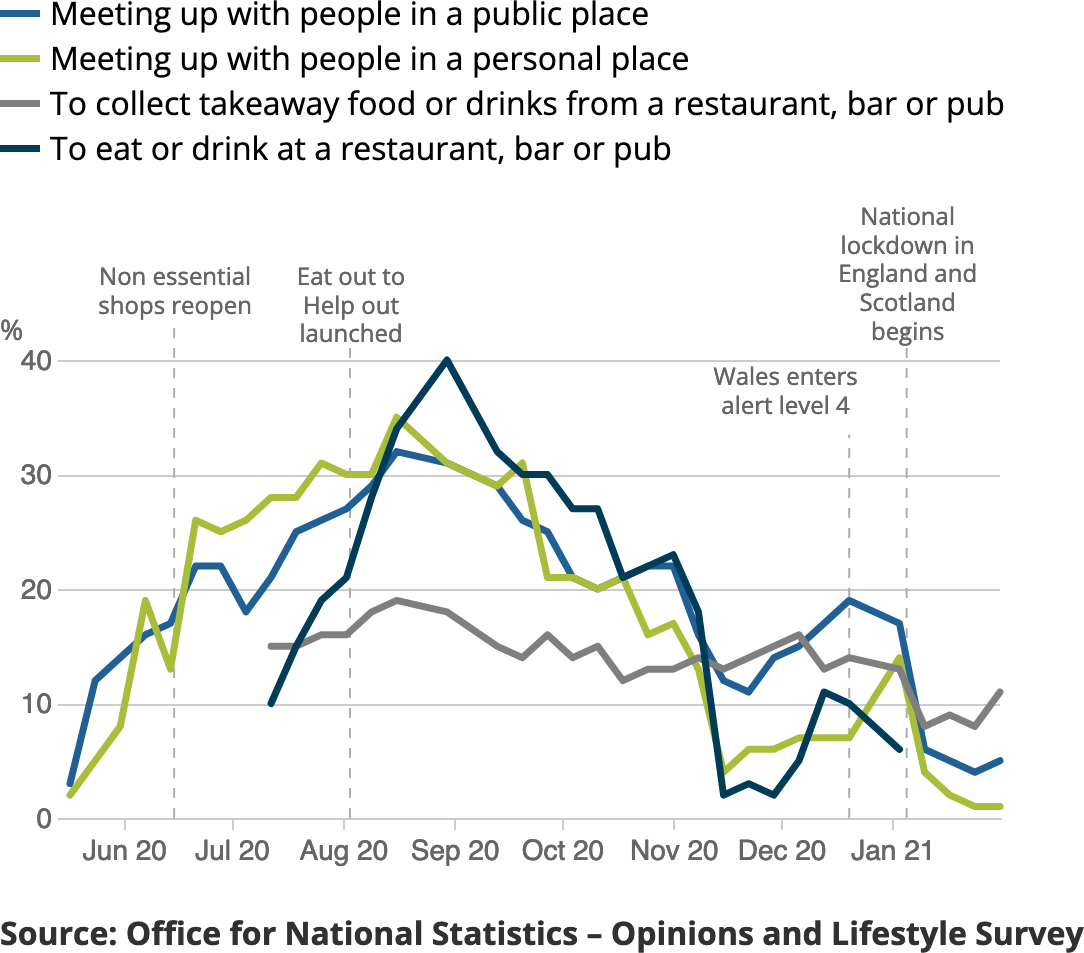 Meeting up with people in a public place
Meeting up with people in a personal place
To collect takeaway food or drinks from a restaurant, bar or pub
To eat or drink at a restaurant, bar or pub
National
lockdown in
England and
Scotland
begins
Non essential
shops reopen
Eat out to
Help out
launched
Wales enters
alert level 4
%
40
30
20
10
0
Jun 20 Jul 20 Aug 20 Sep 20 Oct 20 Nov 20 Dec 20 Jan 21
Source: Office for National Statistics – Opinions and Lifestyle Survey